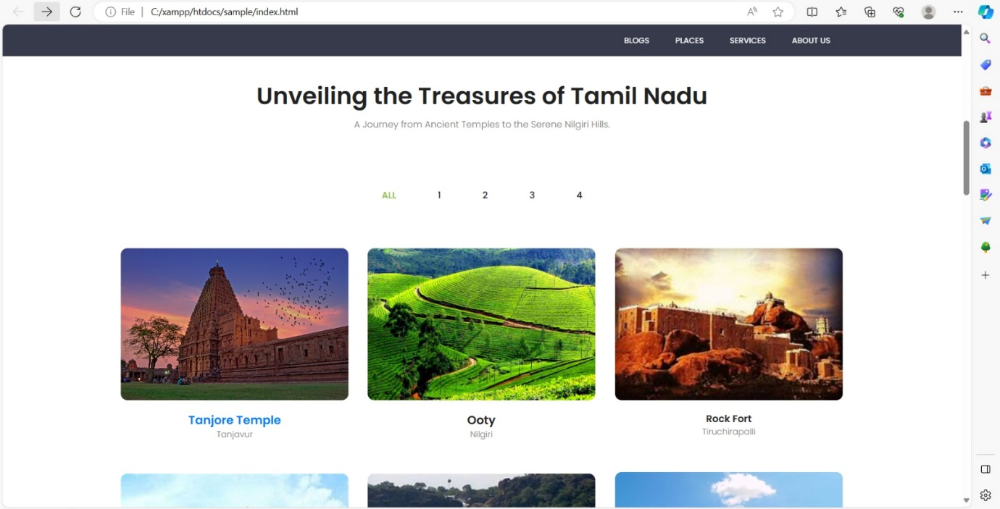 File | C:/xampp/htdocs/sample/index.html
BLOGS PLACES SERVICES ABOUT US
Unveiling the Treasures of Tamil Nadu
A Journey from Ancient Temples to the Serene Nilgiri Hills.
ALL 1 2 3 4
Tanjore Temple Ooty Rock Fort
Tanjavur Nilgiri Tiruchirapalli